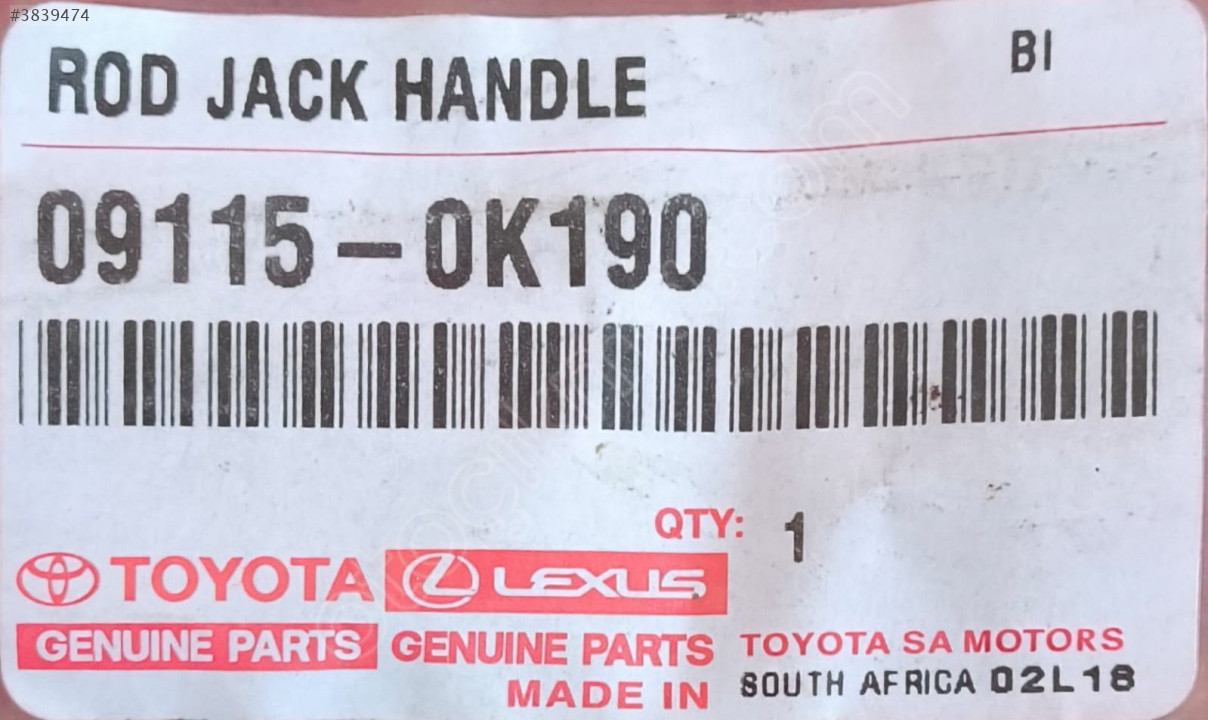 #3839474
ROD JACK HANDLE BI
09115-0K190
QTY: 1
TOYOTA LEXUS
GENUINE PARTS GENUINE PARTS TOYOTA SA MOTORS
MADE IN SOUTH AFRICA 02L18